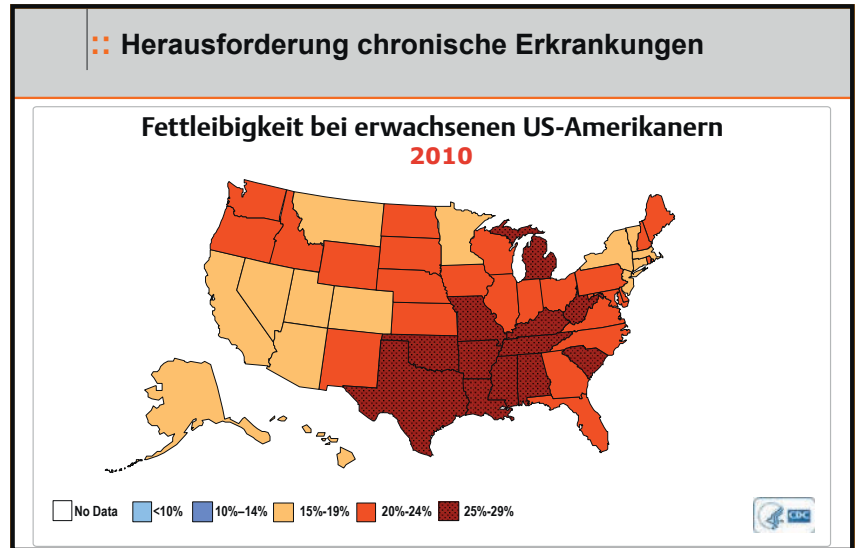 :: Herausforderung chronische Erkrankungen
Fettleibigkeit bei erwachsenen US-Amerikanern
2010
No Data <10% 10%–14% 15%-19% 20%-24% 25%-29%
CDC